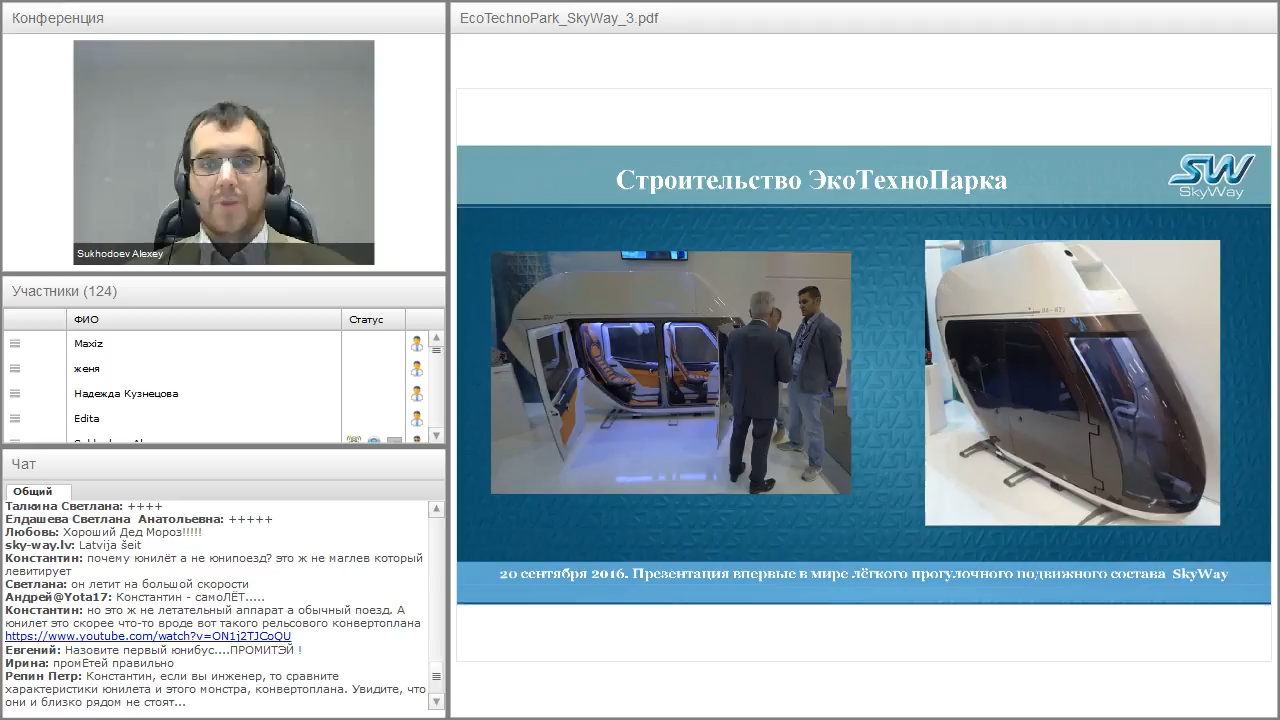 Конференция
Sukhodoev Alexey
Участники (124)
ФИО
Статус
Maxiz
женя
Надежда Кузнецова
Edita
Чат
Общий
Талкина Светлана: ++++
Елдашева Светлана Анатольевна: +++++
Любовь: Хороший Дед Мороз!!!!!
sky-way.lv: Latvija šeit
Константин: почему юнилёт а не юнипоезд? это ж не маглев который
левитирует
Светлана: он летит на большой скорости
Андрей@Yota17: Константин - самоЛЁТ.....
Константин: но это ж не летательный аппарат а обычный поезд. А
юнилет это скорее что-то вроде вот такого рельсового конвертоплана
https://www.youtube.com/watch?v=ON1j2TJCoQU
Евгений: Назовите первый юнибус....ПРОМИТЭЙ !
Ирина: промЕтей правильно
Репин Петр: Константин, если вы инженер, то сравните
характеристики юнилета и этого монстра, конвертоплана. Увидите, что
они и близко рядом не стоят...
EcoTechnoPark_SkyWay_3.pdf
Строительство ЭкоТехноПарка
SW
SkyWay
20 сентября 2016. Презентация впервые в мире лёгкого прогулочного подвижного состава SkyWay